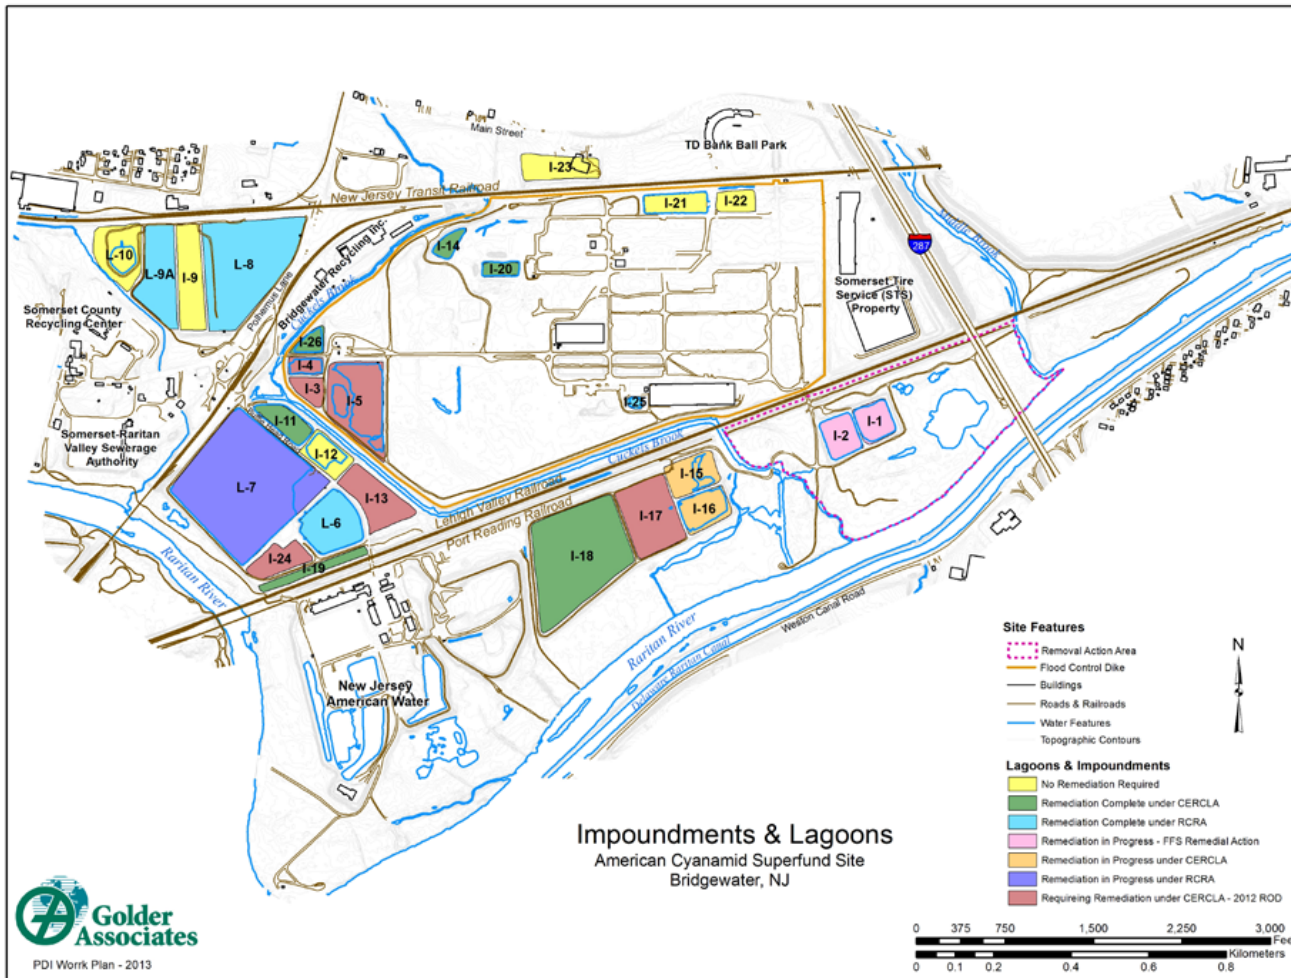 Main Street
TD Bank Ball Park
I-23
New Jersey Transit Railroad
I-21
I-22
I-14
I-20
287
Middle Brook
L-10
L-9A
I-9
L-8
Polhemus Lane
Bridgewater Recycling Inc.
Cuckels Brook
Somerset County
Recycling Center
Somerset Tire
Service (STS)
Property
I-26
I-4
I-3
I-5
I-25
I-11
I-12
I-1
I-2
Somerset-Raritan
Valley Sewerage
Authority
L-7
I-13
L-6
I-24
I-19
Lehigh Valley Railroad
Port Reading Railroad
Cuckels Brook
I-15
I-16
I-17
I-18
Raritan River
Raritan River
Delaware Raritan Canal
Weston Canal Road
New Jersey
American Water
Site Features
Removal Action Area
Flood Control Dike
Buildings
Roads & Railroads
Water Features
Topographic Contours
N
Lagoons & Impoundments
No Remediation Required
Remediation Complete under CERCLA
Remediation Complete under RCRA
Remediation in Progress - FFS Remedial Action
Remediation in Progress under CERCLA
Remediation in Progress under RCRA
Requireing Remediation under CERCLA - 2012 ROD
Impoundments & Lagoons
American Cyanamid Superfund Site
Bridgewater, NJ
Golder
Associates
PDI Worrk Plan - 2013
0 375 750 1,500 2,250 3,000
Fee
Kilometers
0 0.1 0.2 0.4 0.6 0.8